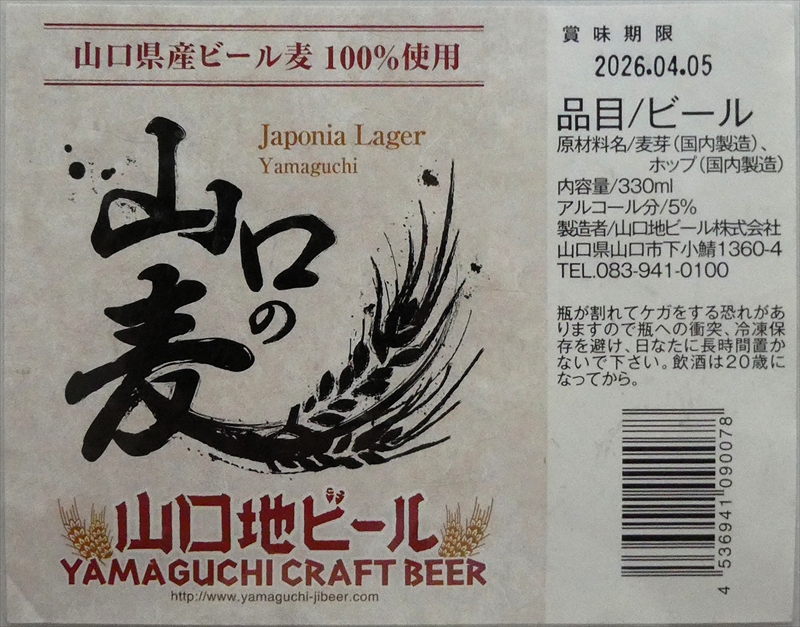 山口県産ビール麦 100%使用
Japonia Lager
Yamaguchi
山口の麦
山口地ビール
YAMAGUCHI CRAFT BEER
http://www.yamaguchi-jibeer.com
賞味期限
2026.04.05
品目/ビール
原材料名/麦芽(国内製造)、
ホップ(国内製造)
内容量/330ml
アルコール分/5%
製造者/山口地ビール株式会社
山口県山口市下小鯖1360-4
TEL.083-941-0100
瓶が割れてケガをする恐れがあ
りますので瓶への衝突、冷凍保
存を避け、日なたに長時間置か
ないで下さい。飲酒は20歳に
なってから。
4 536941 090078